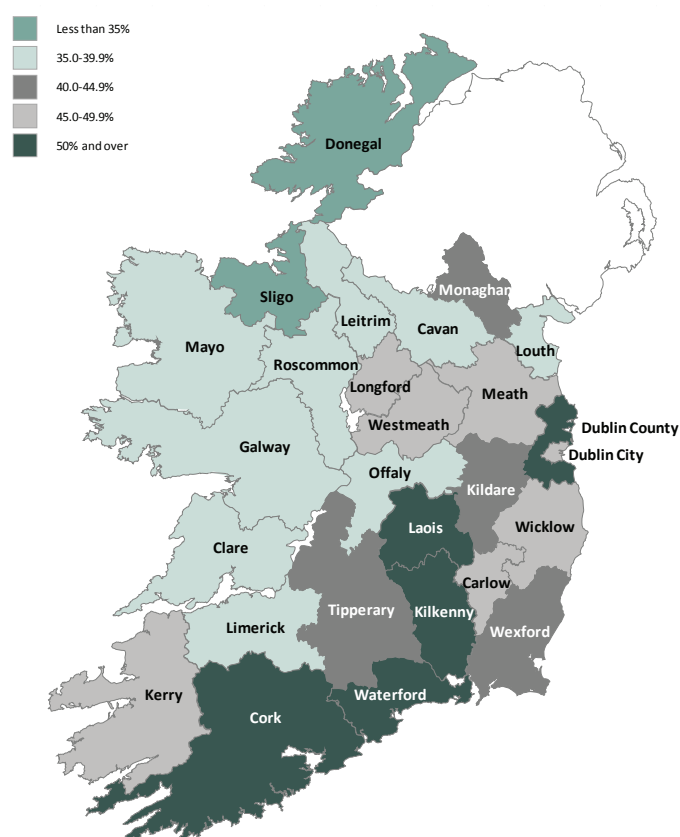 Less than 35%
35.0-39.9%
40.0-44.9%
45.0-49.9%
50% and over
Donegal
Monaghan
Sligo
Leitrim
Cavan
Mayo
Louth
Roscommon
Longford
Meath
Westmeath
Dublin County
Galway
Dublin City
Offaly
Kildare
Laois
Wicklow
Clare
Carlow
Tipperary
Kilkenny
Limerick
Wexford
Kerry
Waterford
Cork